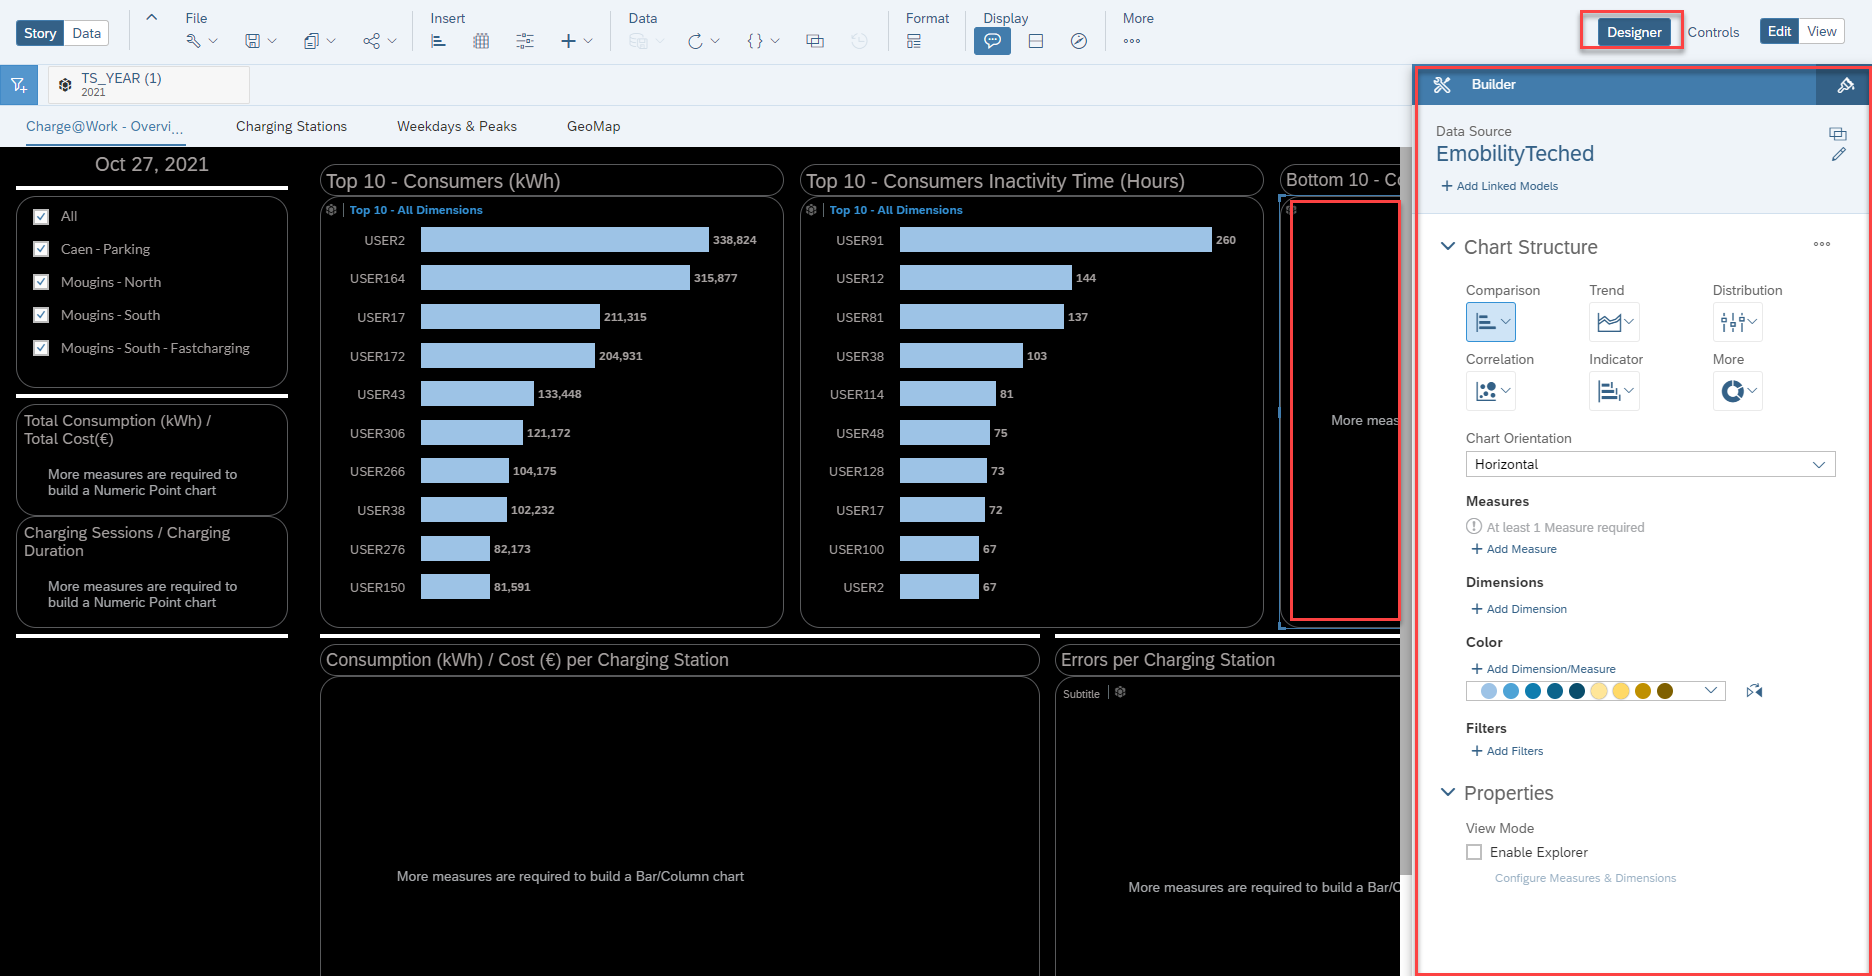 Story
Data
File
Insert
Data
Format
Display
More
Designer
Controls
Edit
View
TS_YEAR (1)
2021
Charge@Work - Overvi...
Charging Stations
Weekdays & Peaks
GeoMap
Oct 27, 2021
All
Caen - Parking
Mougins - North
Mougins - South
Mougins - South - Fastcharging
Total Consumption (kWh) /
Total Cost(€)
More measures are required to
build a Numeric Point chart
Charging Sessions / Charging
Duration
More measures are required to
build a Numeric Point chart
Top 10 - Consumers (kWh)
Top 10 - All Dimensions
USER2 338,824
USER164 315,877
USER17 211,315
USER172 204,931
USER43 133,448
USER306 121,172
USER266 104,175
USER38 102,232
USER276 82,173
USER150 81,591
Top 10 - Consumers Inactivity Time (Hours)
Top 10 - All Dimensions
USER91 260
USER12 144
USER81 137
USER38 103
USER114 81
USER48 75
USER128 73
USER17 72
USER100 67
USER2 67
Bottom 10 - Co
More meas
Consumption (kWh) / Cost (€) per Charging Station
More measures are required to build a Bar/Column chart
Errors per Charging Station
Subtitle
More measures are required to build a Bar/C
Builder
Data Source
EmobilityTeched
+ Add Linked Models
Chart Structure
Comparison
Trend
Distribution
Correlation
Indicator
More
Chart Orientation
Horizontal
Measures
At least 1 Measure required
+ Add Measure
Dimensions
+ Add Dimension
Color
+ Add Dimension/Measure
Filters
+ Add Filters
Properties
View Mode
Enable Explorer
Configure Measures & Dimensions